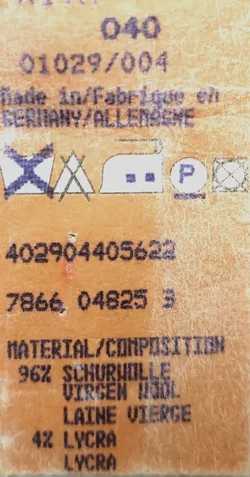 040
01029/004
Made in/Fabrique en
GERMANY/ALLEMAGNE
P
402904405622
7866 04825 3
MATERIAL/COMPOSITION
96% SCHURWOLLE
VIRGEN WOOL
LAINE VIERGE
4% LYCRA
LYCRA